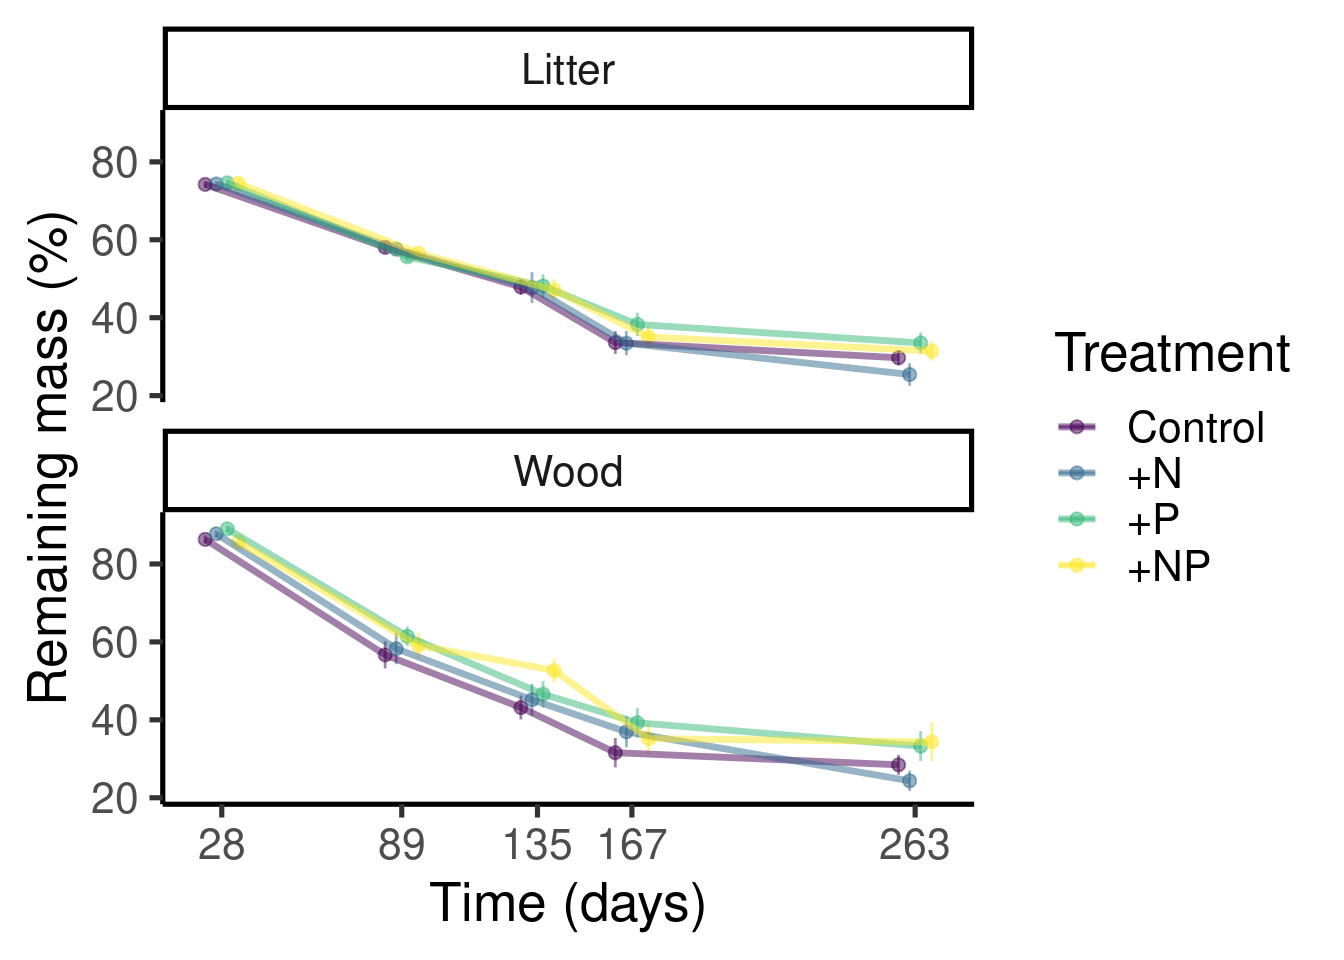 Litter
80
60
40
20
Wood
80
60
40
20
28 89 135 167 263
Time (days)
Remaining mass (%)
Treatment
Control
+N
+P
+NP